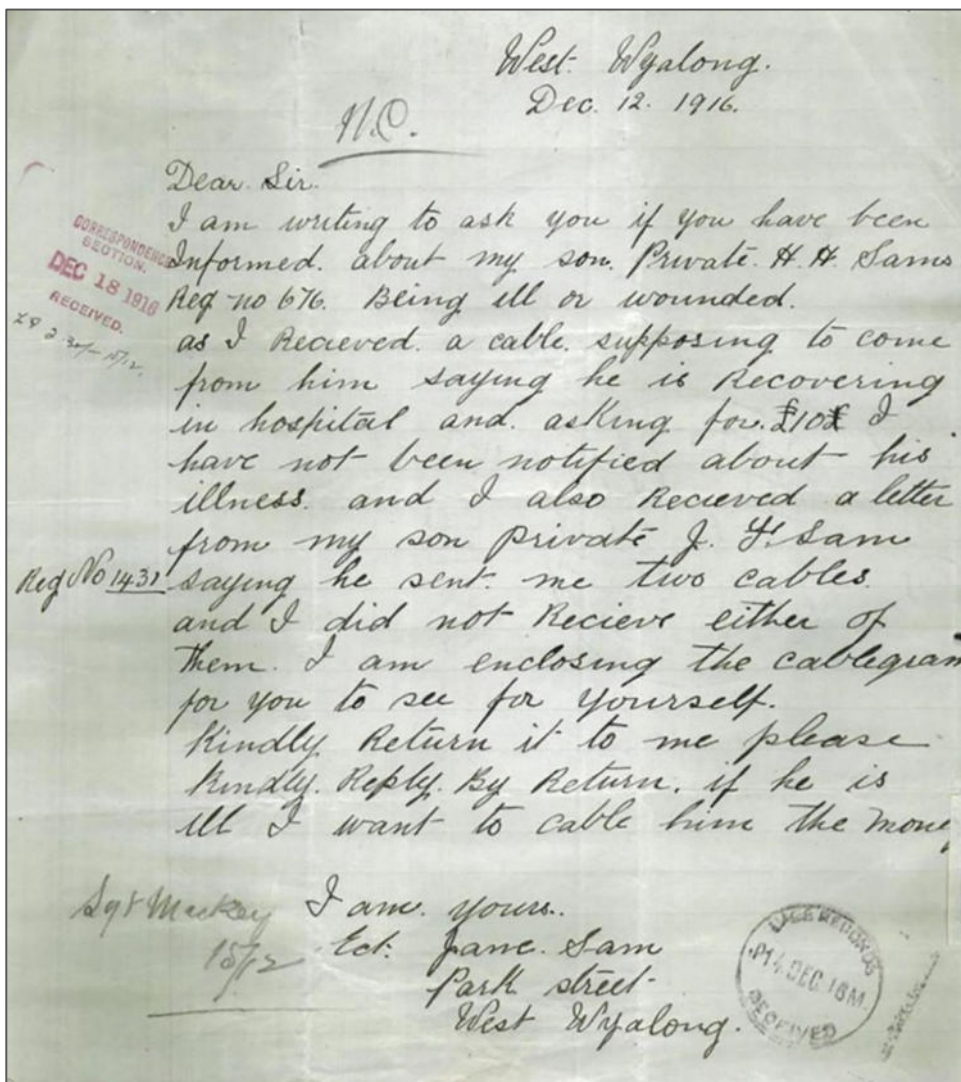 West. Wyalong.
Dec. 12. 1916.
N.C.
Dear Sir.
I am writing to ask you if you have been
Informed. about my son. Private. H. H. Sams
Reg no 676. Being ill or wounded.
as I Recieved. a cable. supposing to come
from him saying he is Recovering
in hospital and. asking for. £10£ I
have not been notified about his
illness. and I also Recieved a letter
from my son Private J. F. Sam
Reg No 1431 saying he sent me two cables.
and I did not Recieve either of
them. I am enclosing the cablegram
for you to see for yourself.
Kindly Return it to me please
Kindly. Reply. By Return. if he is
ill I want to cable him the money
I am. yours.
Ect. Jane. Sam
Park street
West Wyalong.
CORRESPONDENCE
SECTION.
DEC 18 1916
RECEIVED.
Sgt Mackey
15/12
RECORDS
14 DEC 16
RECEIVED